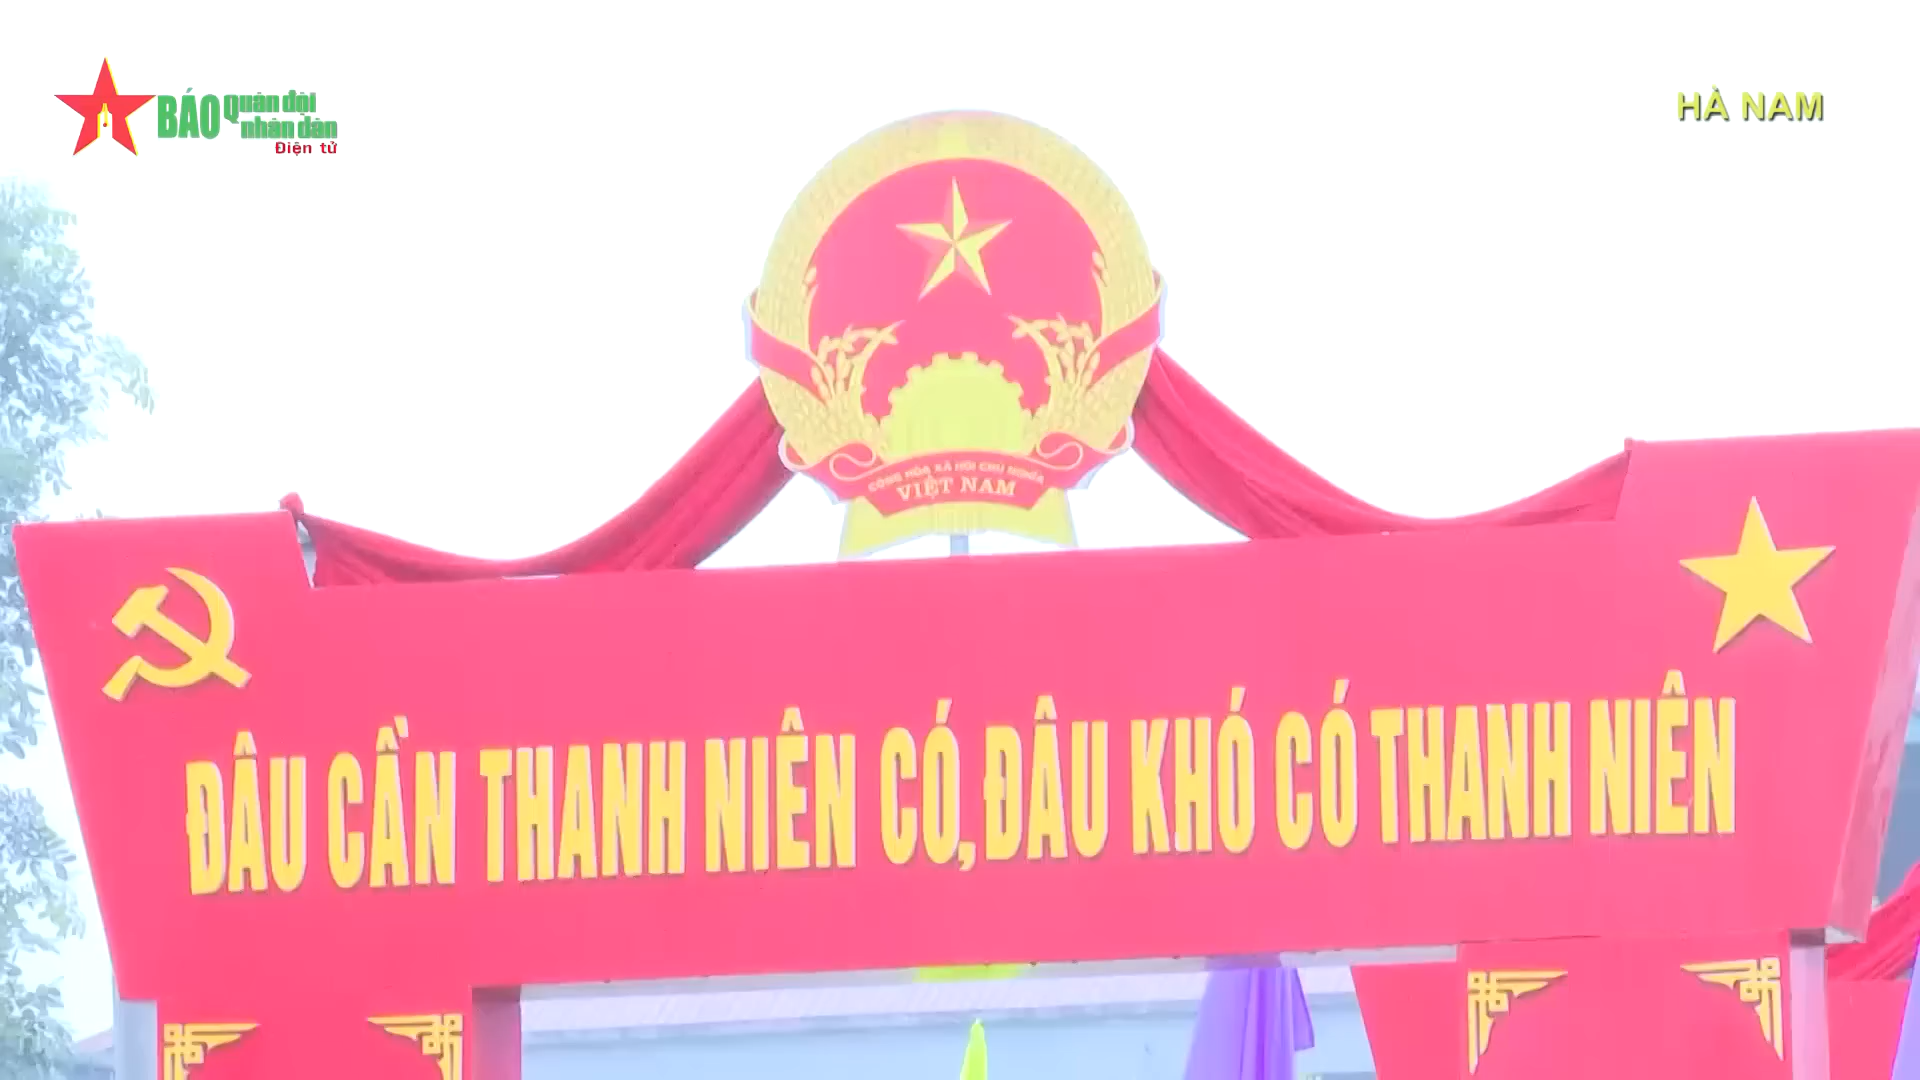 BÁO Quân đội
nhân dân
Điện tử
HÀ NAM
CỘNG HÒA XÃ HỘI CHỦ NGHĨA
VIỆT NAM
ĐÂU CẦN THANH NIÊN CÓ, ĐÂU KHÓ CÓ THANH NIÊN